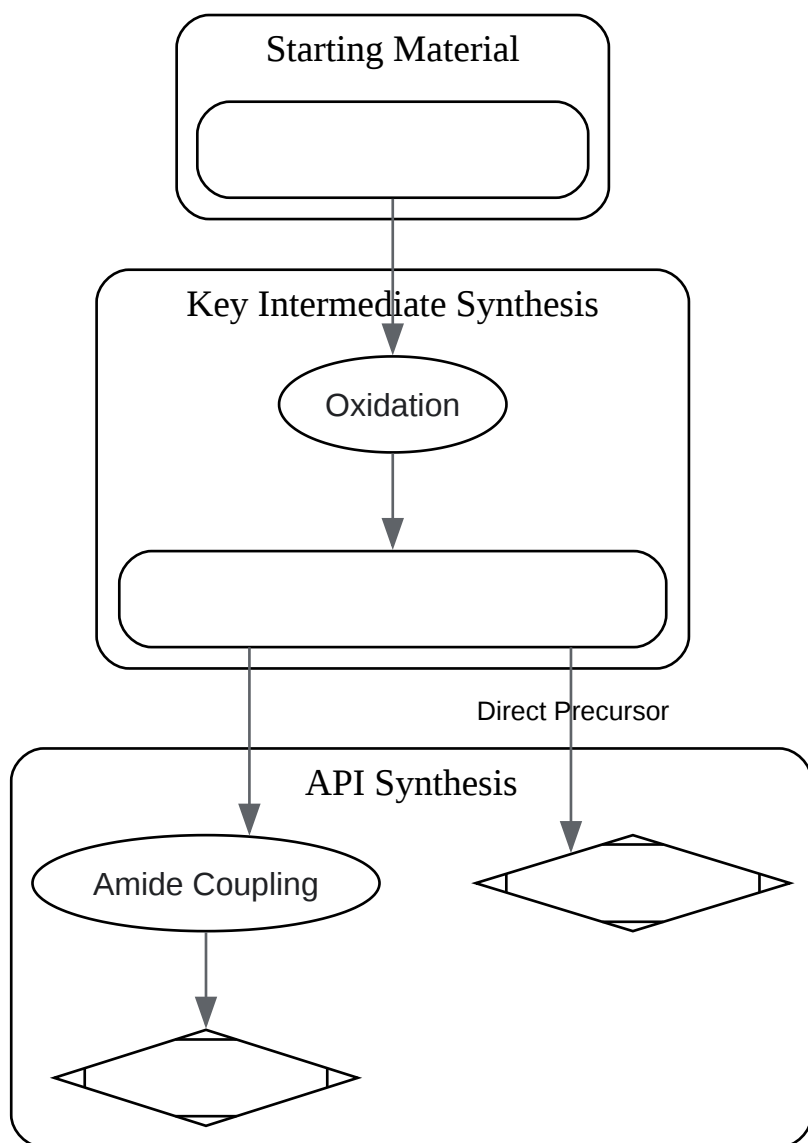 Starting Material
Key Intermediate Synthesis
Oxidation
Direct Precursor
API Synthesis
Amide Coupling